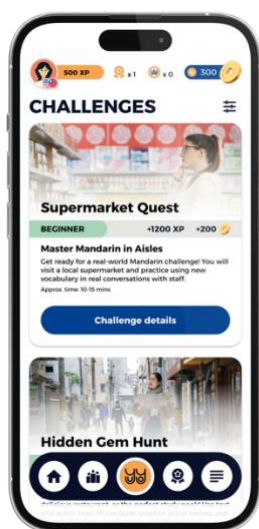 500 XP x 1 x 0 300
CHALLENGES
Supermarket Quest
BEGINNER +1200 XP +200
Master Mandarin in Aisles
Get ready for a real-world Mandarin challenge! You will
visit a local supermarket and practice using new
vocabulary in real conversations with staff.
Approx. time: 10-15 mins
Challenge details
Hidden Gem Hunt